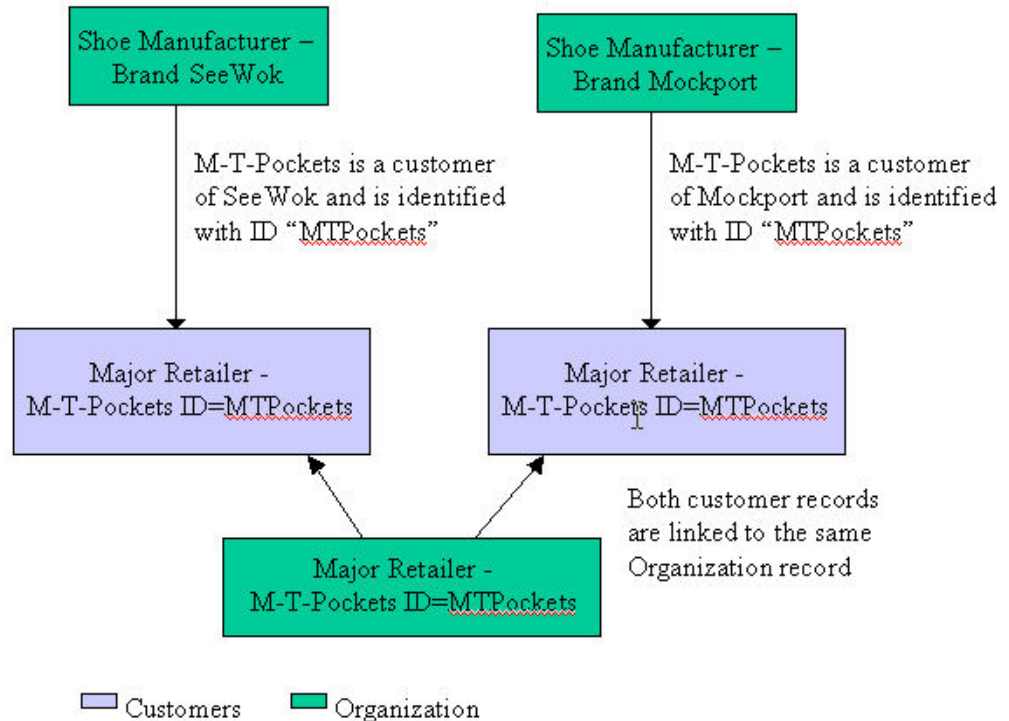 Shoe Manufacturer –
Brand SeeWok
Shoe Manufacturer –
Brand Mockport
M-T-Pockets is a customer
of SeeWok and is identified
with ID “MTPockets”
M-T-Pockets is a customer
of Mockport and is identified
with ID “MTPockets”
Major Retailer -
M-T-Pockets ID=MTPockets
Major Retailer -
M-T-Pockets ID=MTPockets
Both customer records
are linked to the same
Organization record
Major Retailer -
M-T-Pockets ID=MTPockets
Customers
Organization